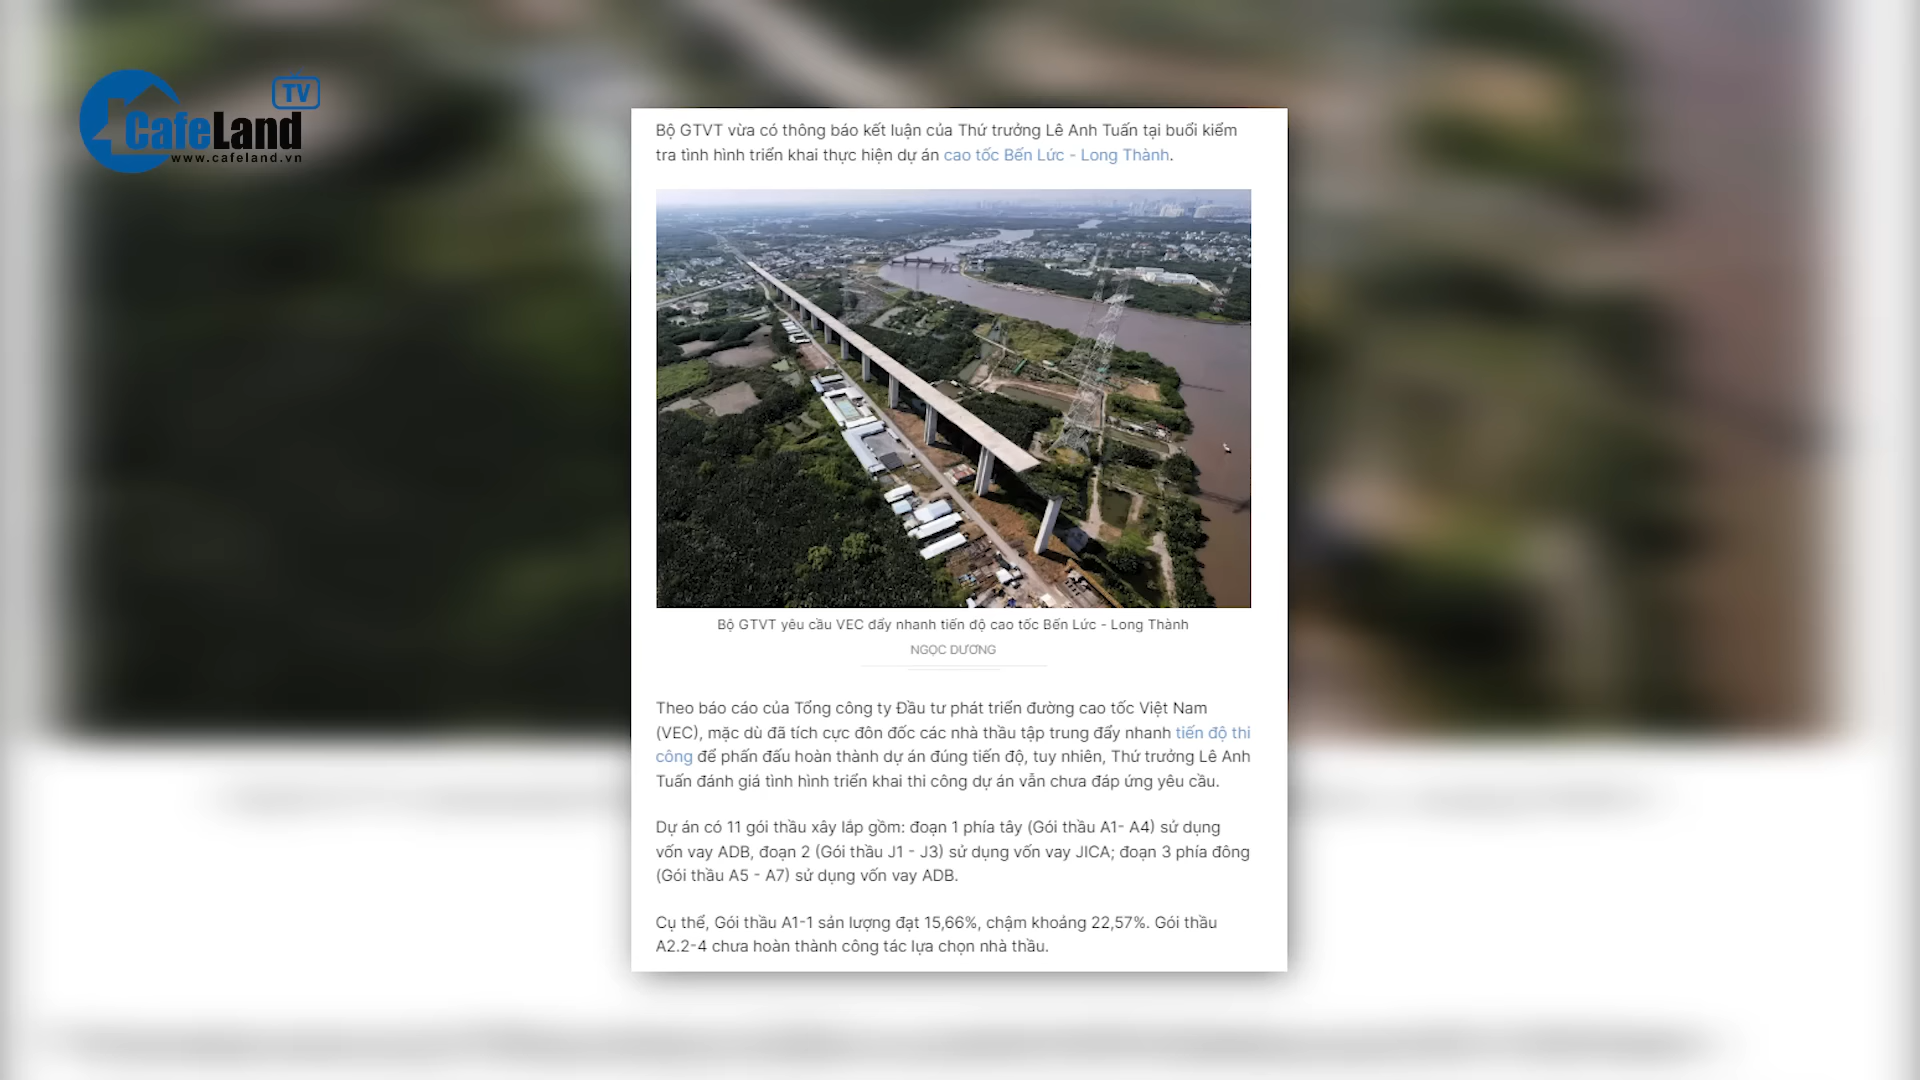 TV
CafeLand
www.cafeland.vn
Bộ GTVT vừa có thông báo kết luận của Thứ trưởng Lê Anh Tuấn tại buổi kiểm
tra tình hình triển khai thực hiện dự án cao tốc Bến Lức - Long Thành.
Bộ GTVT yêu cầu VEC đẩy nhanh tiến độ cao tốc Bến Lức - Long Thành
NGỌC DƯƠNG
Theo báo cáo của Tổng công ty Đầu tư phát triển đường cao tốc Việt Nam
(VEC), mặc dù đã tích cực đôn đốc các nhà thầu tập trung đẩy nhanh tiến độ thi
công để phấn đấu hoàn thành dự án đúng tiến độ, tuy nhiên, Thứ trưởng Lê Anh
Tuấn đánh giá tình hình triển khai thi công dự án vẫn chưa đáp ứng yêu cầu.
Dự án có 11 gói thầu xây lắp gồm: đoạn 1 phía tây (Gói thầu A1- A4) sử dụng
vốn vay ADB, đoạn 2 (Gói thầu J1 - J3) sử dụng vốn vay JICA; đoạn 3 phía đông
(Gói thầu A5 - A7) sử dụng vốn vay ADB.
Cụ thể, Gói thầu A1-1 sản lượng đạt 15,66%, chậm khoảng 22,57%. Gói thầu
A2.2-4 chưa hoàn thành công tác lựa chọn nhà thầu.